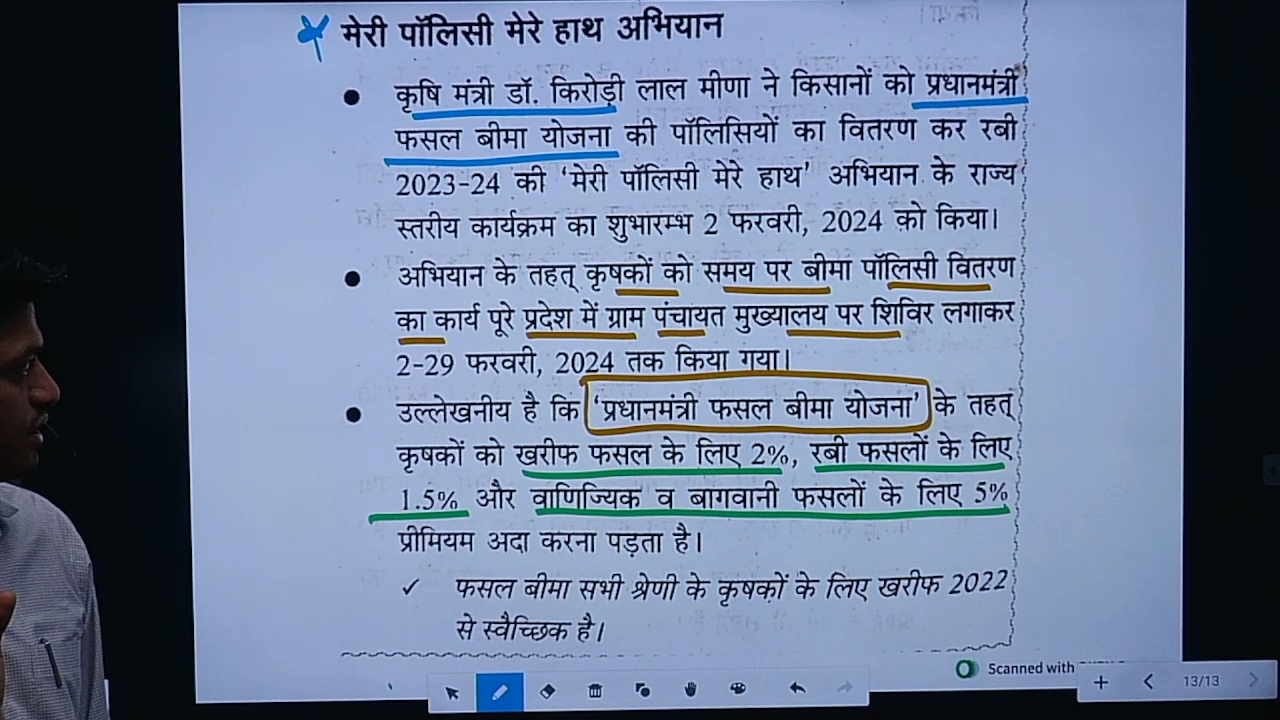 मेरी पॉलिसी मेरे हाथ अभियान
● कृषि मंत्री डॉ. किरोड़ी लाल मीणा ने किसानों को प्रधानमंत्री
फसल बीमा योजना की पॉलिसियों का वितरण कर रबी
2023-24 की ‘मेरी पॉलिसी मेरे हाथ’ अभियान के राज्य
स्तरीय कार्यक्रम का शुभारम्भ 2 फरवरी, 2024 को किया।
● अभियान के तहत् कृषकों को समय पर बीमा पॉलिसी वितरण
का कार्य पूरे प्रदेश में ग्राम पंचायत मुख्यालय पर शिविर लगाकर
2-29 फरवरी, 2024 तक किया गया।
● उल्लेखनीय है कि ‘प्रधानमंत्री फसल बीमा योजना’ के तहत्
कृषकों को खरीफ फसल के लिए 2%, रबी फसलों के लिए
1.5% और वाणिज्यिक व बागवानी फसलों के लिए 5%
प्रीमियम अदा करना पड़ता है।
✓ फसल बीमा सभी श्रेणी के कृषकों के लिए खरीफ 2022
से स्वैच्छिक है।
Scanned with
13/13